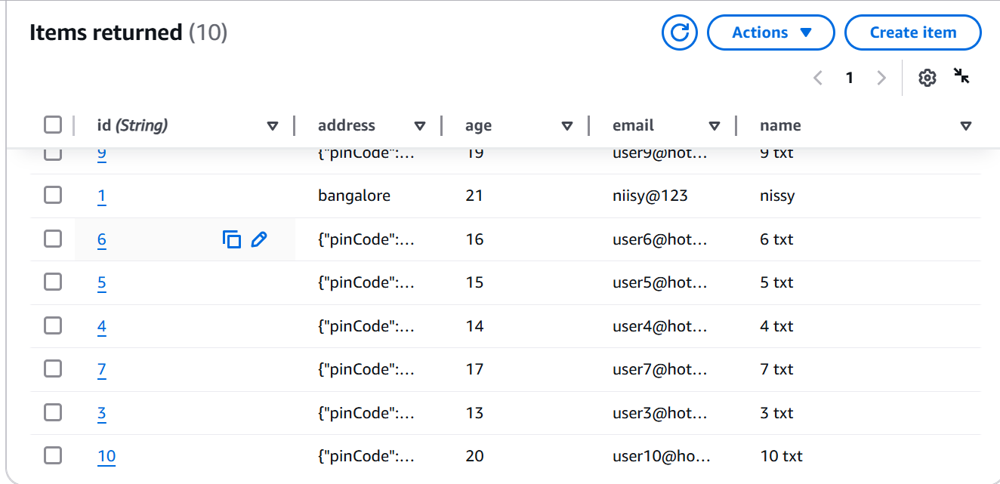 Items returned (10) Actions Create item
1
id (String) address age email name
9 {"pinCode":... 19 user9@hot... 9 txt
1 bangalore 21 niisy@123 nissy
6 {"pinCode":... 16 user6@hot... 6 txt
5 {"pinCode":... 15 user5@hot... 5 txt
4 {"pinCode":... 14 user4@hot... 4 txt
7 {"pinCode":... 17 user7@hot... 7 txt
3 {"pinCode":... 13 user3@hot... 3 txt
10 {"pinCode":... 20 user10@ho... 10 txt